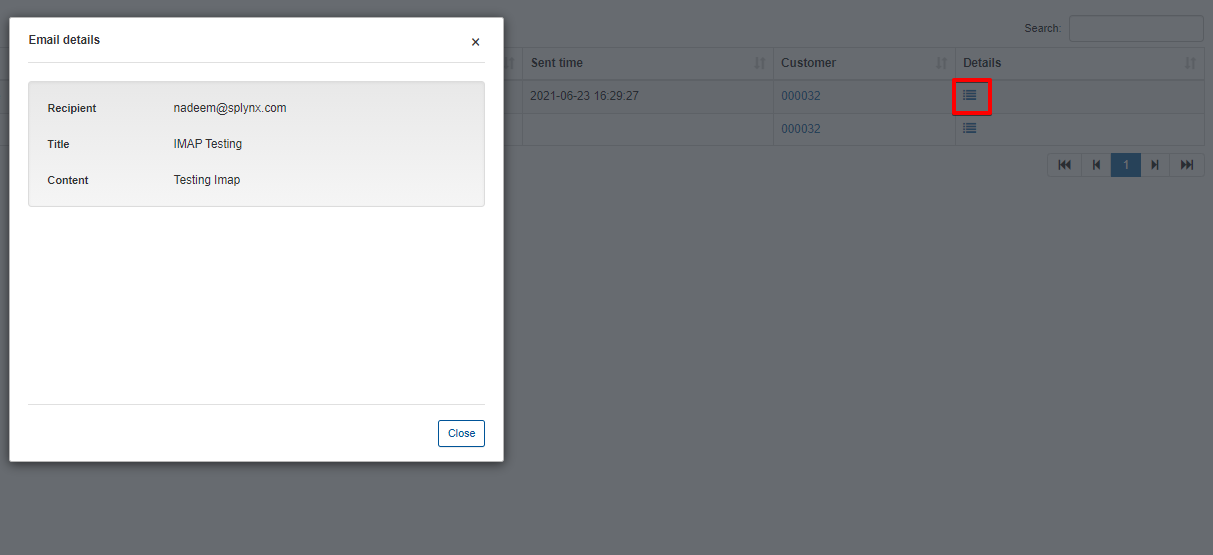 Email details
×
Recipient nadeem@splynx.com
Title IMAP Testing
Content Testing Imap
Close
Search:
Sent time Customer Details
2021-06-23 16:29:27 000032
000032
1